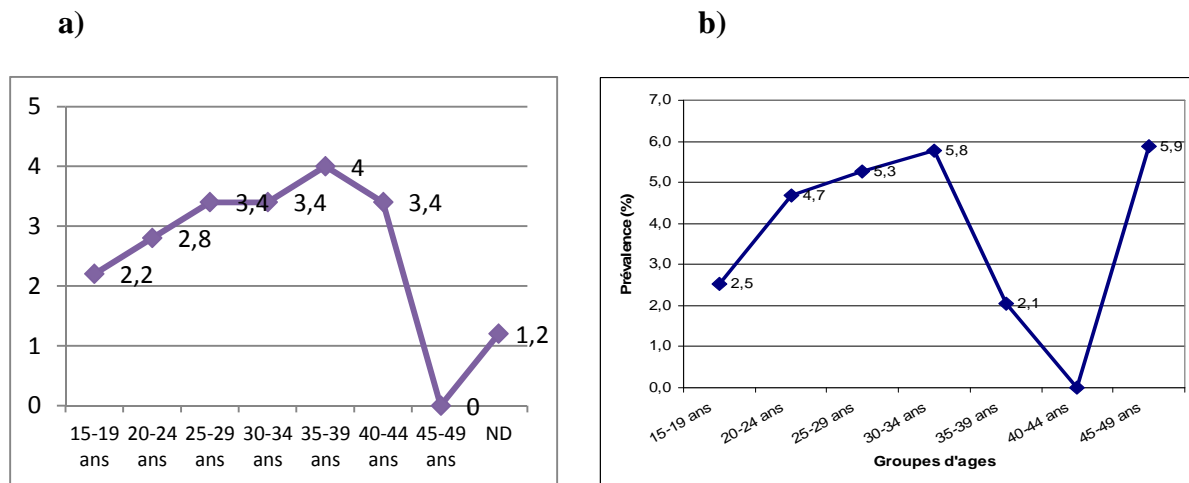 a)
b)
5
4
3
2
1
0
2,2
2,8
3,4
3,4
4
3,4
0
1,2
15-19 ans
20-24 ans
25-29 ans
30-34 ans
35-39 ans
40-44 ans
45-49 ans
ND
Prévalence (%)
7,0
6,0
5,0
4,0
3,0
2,0
1,0
0,0
2,5
4,7
5,3
5,8
2,1
5,9
15-19 ans
20-24 ans
25-29 ans
30-34 ans
35-39 ans
40-44 ans
45-49 ans
Groupes d'ages